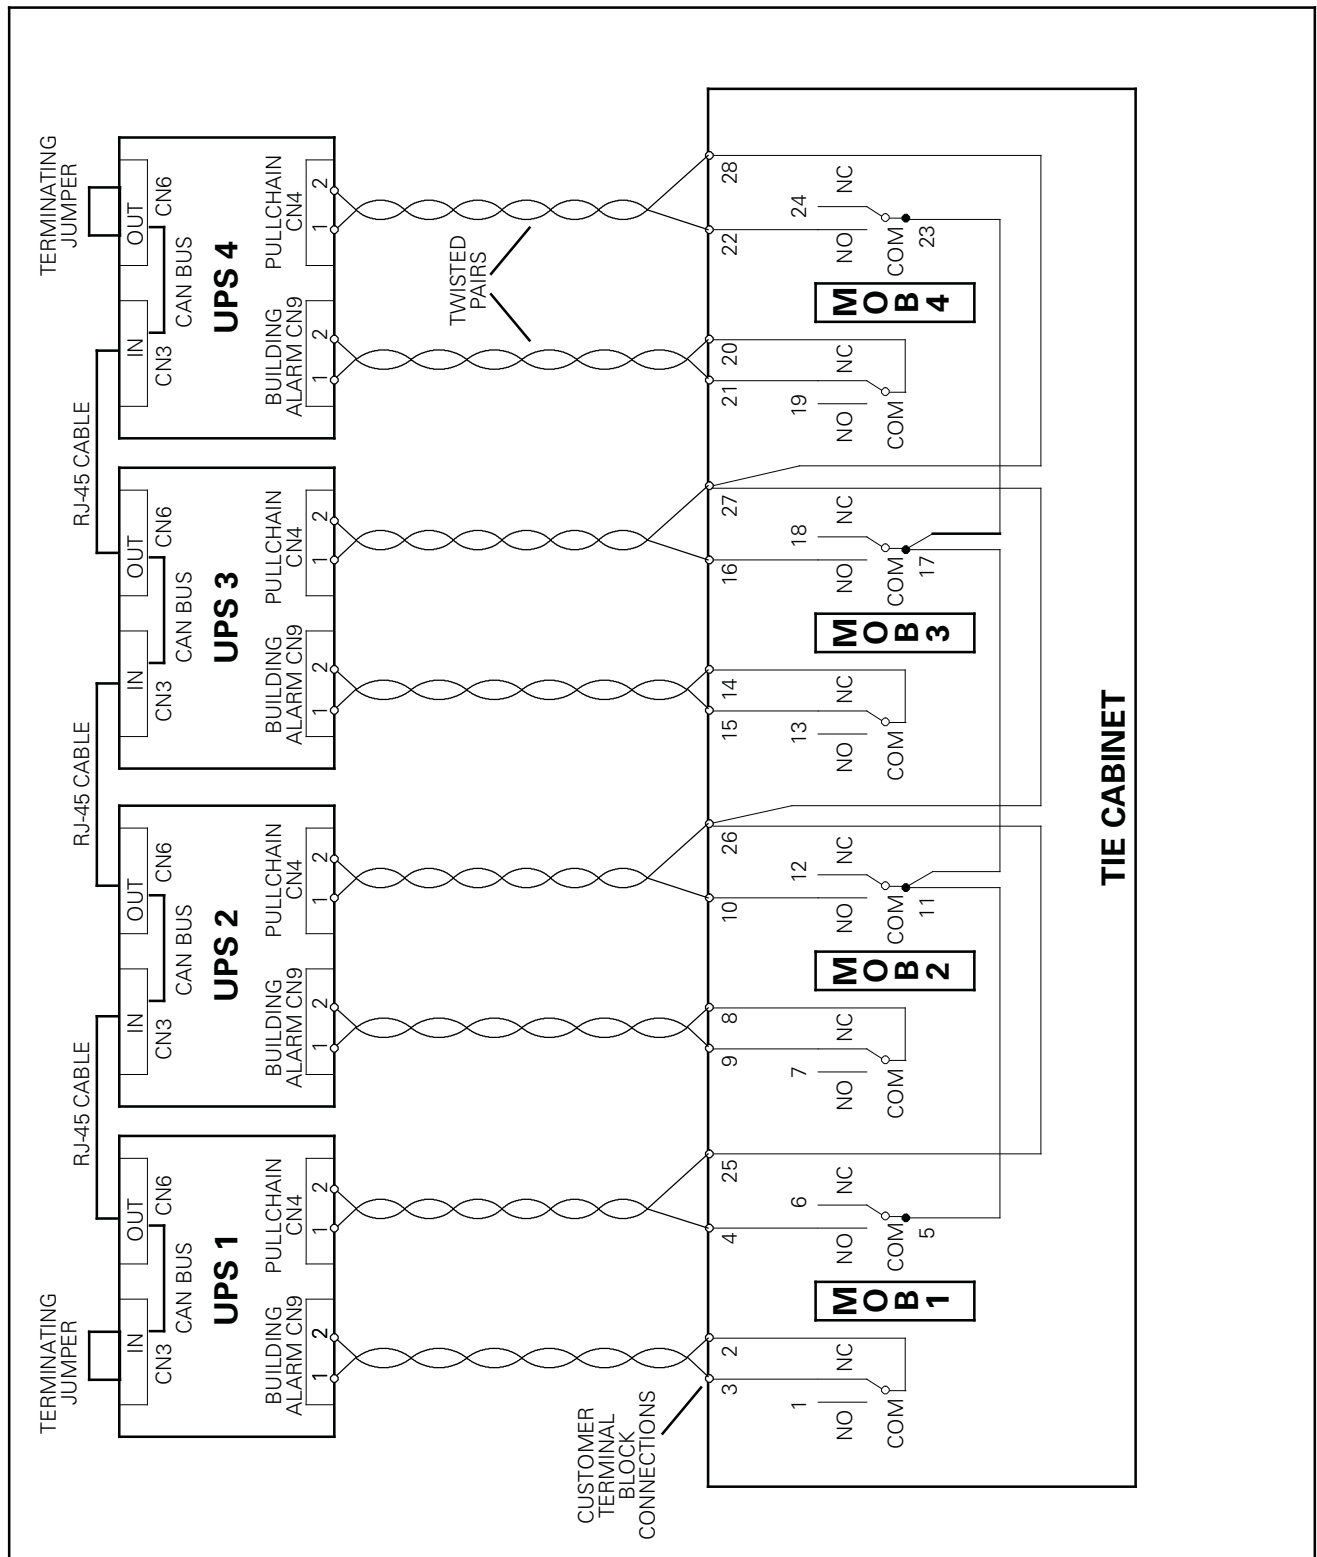 TERMINATING
JUMPER
RJ-45 CABLE
RJ-45 CABLE
RJ-45 CABLE
TERMINATING
JUMPER
IN
OUT
CN3
CN6
CAN BUS
UPS 1
BUILDING
ALARM CN9
1 2
PULLCHAIN
CN4
1 2
IN
OUT
CN3
CN6
CAN BUS
UPS 2
BUILDING
ALARM CN9
1 2
PULLCHAIN
CN4
1 2
IN
OUT
CN3
CN6
CAN BUS
UPS 3
BUILDING
ALARM CN9
1 2
PULLCHAIN
CN4
1 2
IN
OUT
CN3
CN6
CAN BUS
UPS 4
BUILDING
ALARM CN9
1 2
PULLCHAIN
CN4
1 2
TWISTED
PAIRS
CUSTOMER
TERMINAL
BLOCK
CONNECTIONS
3 2
1
NO NC
COM
MOB 1
4 25
6
NO NC
COM
5
9 8
7
NO NC
COM
MOB 2
10 26
12
NO NC
COM
11
15 14
13
NO NC
COM
MOB 3
16 27
18
NO NC
COM
17
21 20
19
NO NC
COM
MOB 4
22 28
24
NO NC
COM
23
TIE CABINET